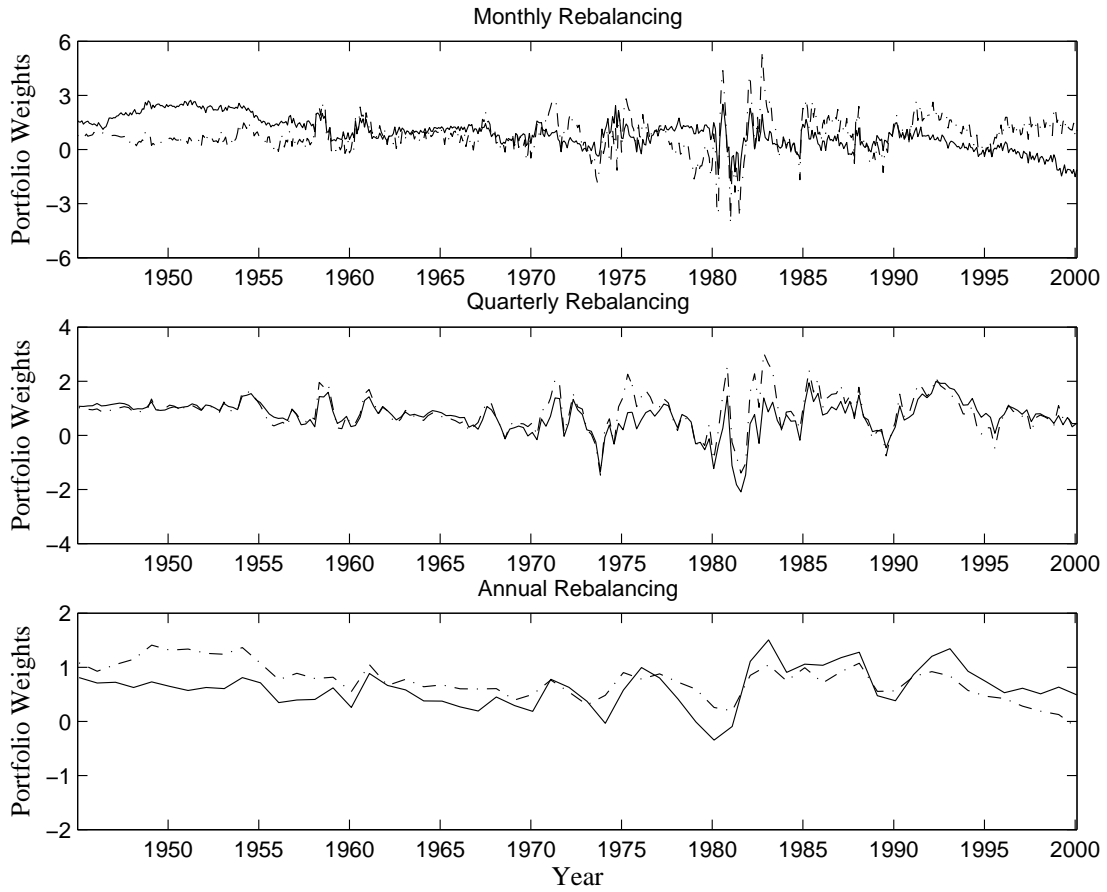 Monthly Rebalancing
Portfolio Weights
6
3
0
−3
−6
1950 1955 1960 1965 1970 1975 1980 1985 1990 1995 2000
Quarterly Rebalancing
Portfolio Weights
4
2
0
−2
−4
1950 1955 1960 1965 1970 1975 1980 1985 1990 1995 2000
Annual Rebalancing
Portfolio Weights
2
1
0
−1
−2
1950 1955 1960 1965 1970 1975 1980 1985 1990 1995 2000
Year